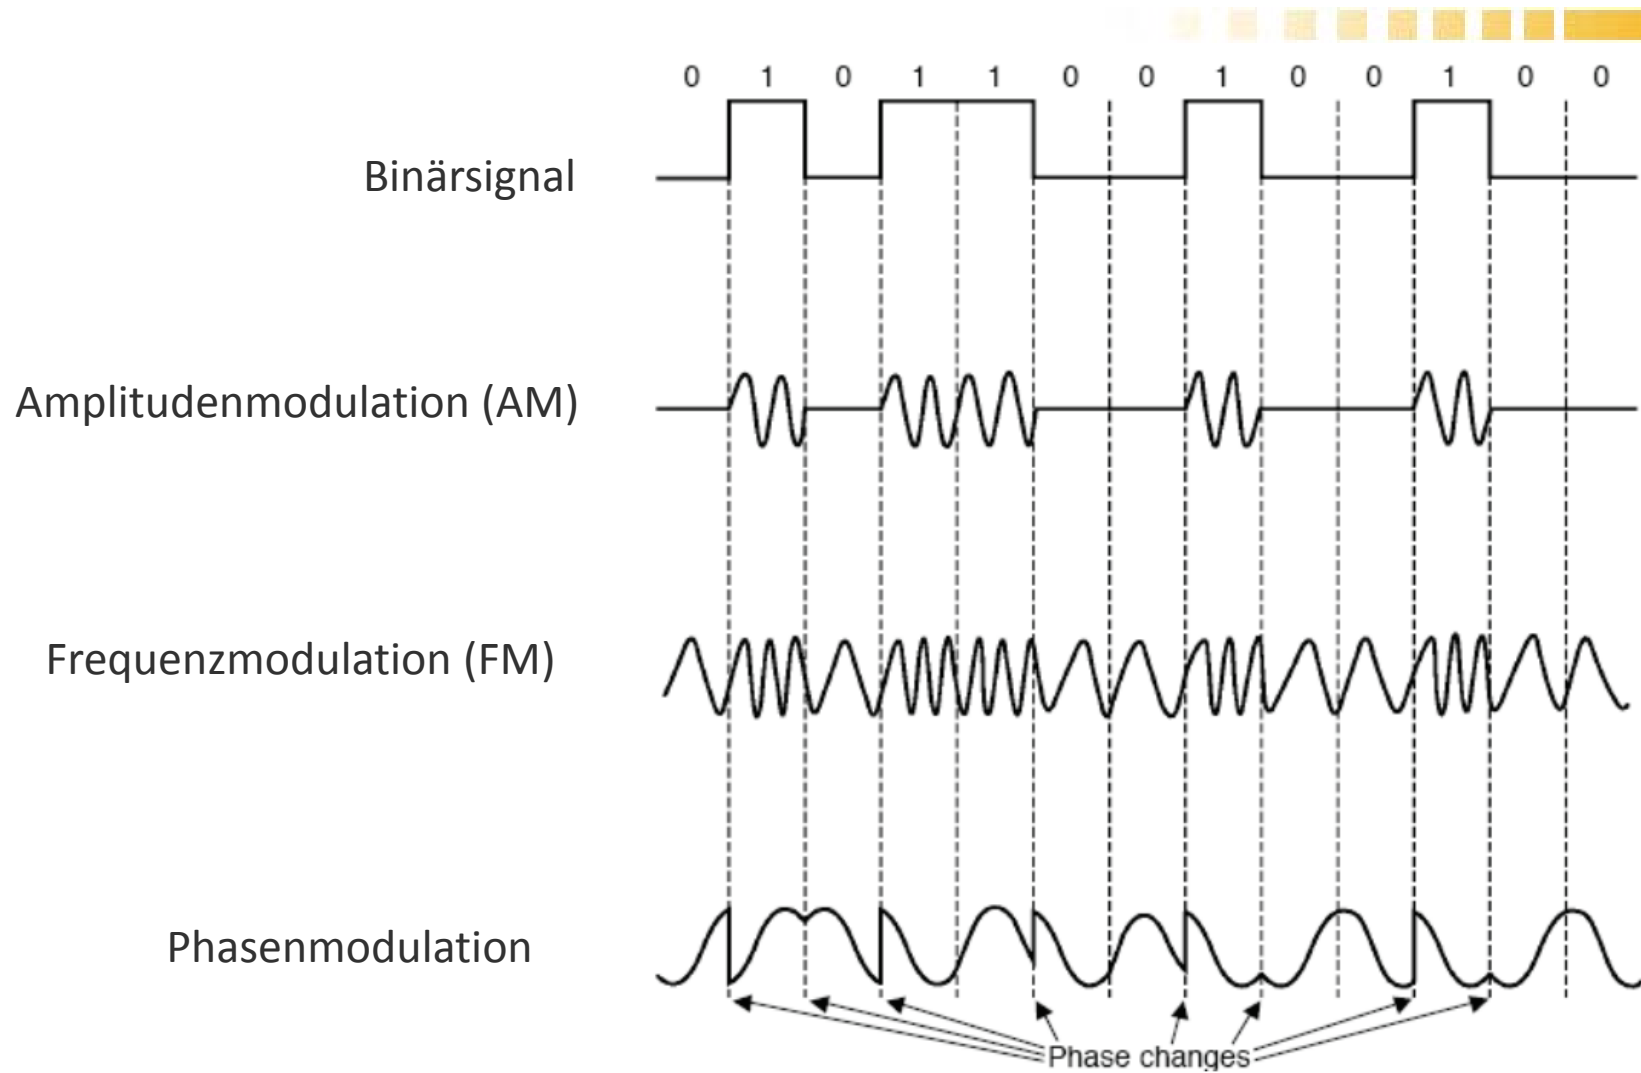 0 1 0 1 1 0 0 1 0 0 1 0 0
Binärsignal
Amplitudenmodulation (AM)
Frequenzmodulation (FM)
Phasenmodulation
Phase changes